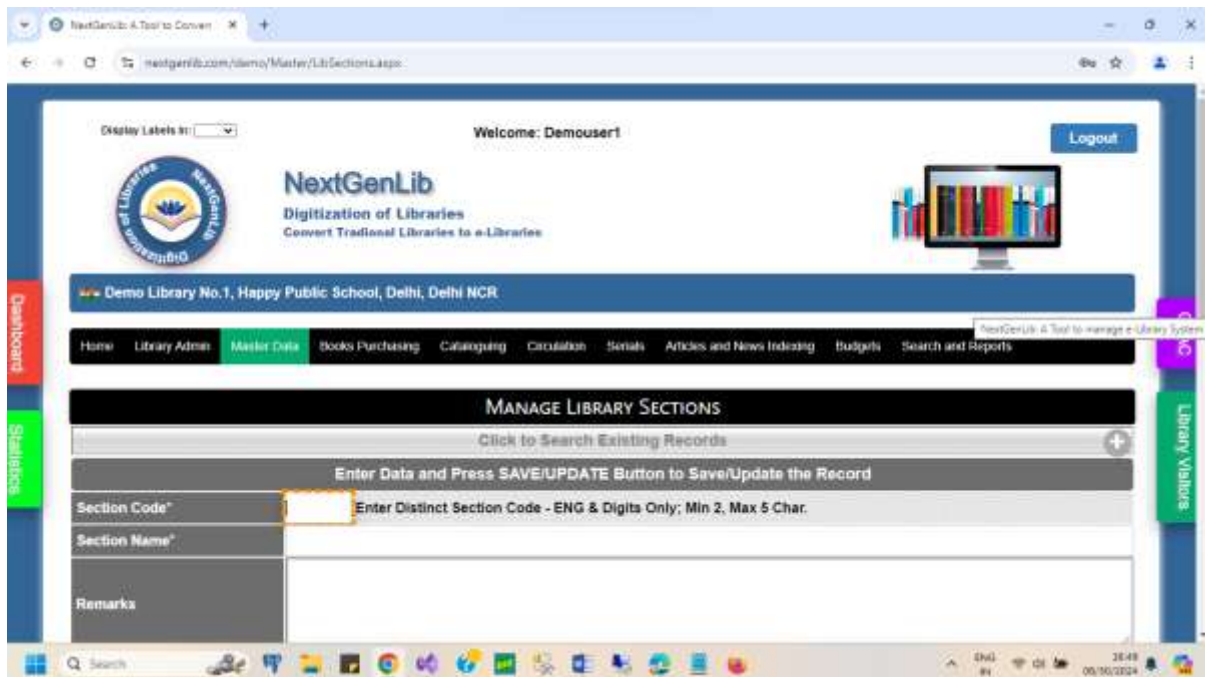 NextGenLib: A Tool to Conver
nextgenlib.com/demo/Master/LibSections.aspx
Display Labels In:
Welcome: Demouser1
Logout
Digitization of Libraries NextGenLib
NextGenLib
Digitization of Libraries
Convert Tradional Libraries to e-Libraries
Demo Library No.1, Happy Public School, Delhi, Delhi NCR
NextGenLib: A Tool to manage e-Library System
Home Library Admin Master Data Books Purchasing Cataloguing Circulation Serials Articles and News Indexing Budgets Search and Reports
Dashboard
Statistics
Library Visitors
MANAGE LIBRARY SECTIONS
Click to Search Existing Records
Enter Data and Press SAVE/UPDATE Button to Save/Update the Record
Section Code* Enter Distinct Section Code - ENG & Digits Only; Min 2, Max 5 Char.
Section Name*
Remarks
Search
ENG
IN